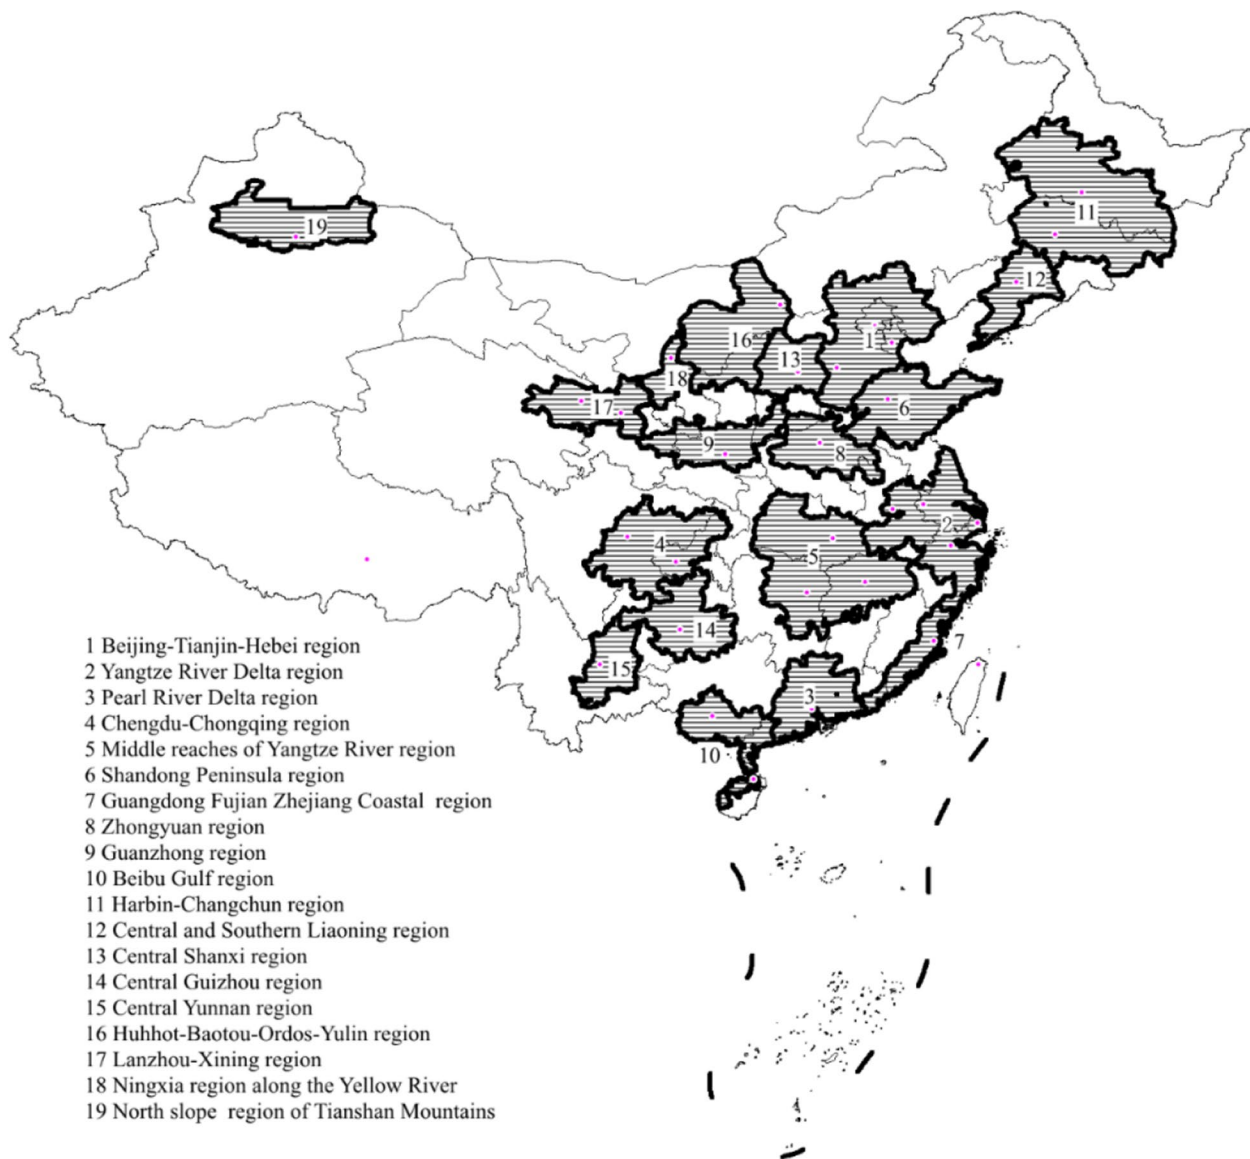 19
11
12
1
16
13
18
17
6
9
8
2
4
5
14
7
15
3
10
1 Beijing-Tianjin-Hebei region
2 Yangtze River Delta region
3 Pearl River Delta region
4 Chengdu-Chongqing region
5 Middle reaches of Yangtze River region
6 Shandong Peninsula region
7 Guangdong Fujian Zhejiang Coastal region
8 Zhongyuan region
9 Guanzhong region
10 Beibu Gulf region
11 Harbin-Changchun region
12 Central and Southern Liaoning region
13 Central Shanxi region
14 Central Guizhou region
15 Central Yunnan region
16 Huhhot-Baotou-Ordos-Yulin region
17 Lanzhou-Xining region
18 Ningxia region along the Yellow River
19 North slope region of Tianshan Mountains